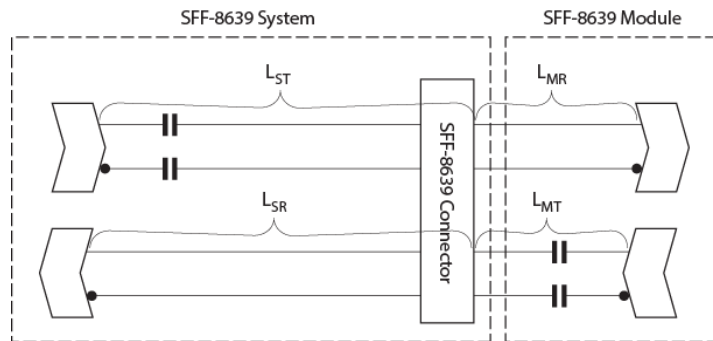 SFF-8639 System
SFF-8639 Module
LST
LMR
SFF-8639 Connector
LSR
LMT